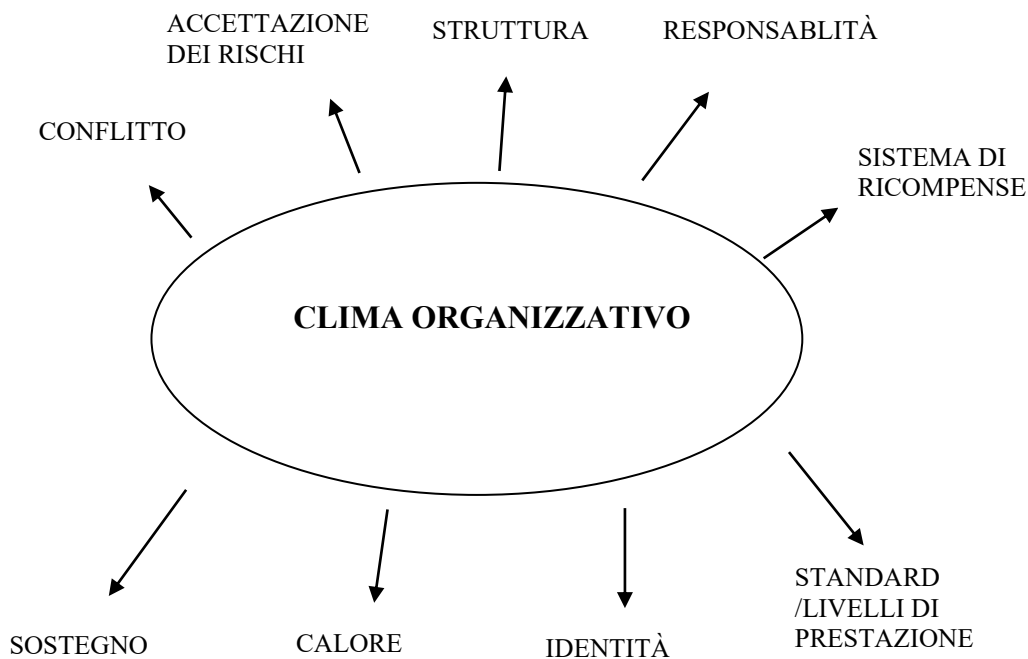 ACCETTAZIONE
DEI RISCHI
STRUTTURA
RESPONSABLITÀ
CONFLITTO
SISTEMA DI
RICOMPENSE
CLIMA ORGANIZZATIVO
STANDARD
/LIVELLI DI
PRESTAZIONE
SOSTEGNO
CALORE
IDENTITÀ